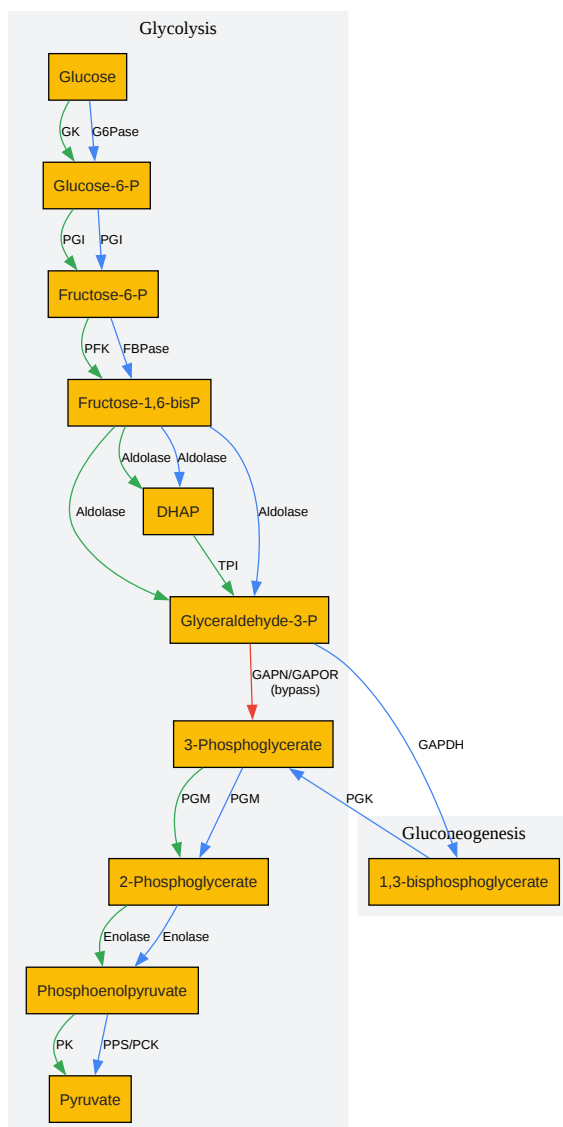 Glycolysis
Glucose
GK
G6Pase
Glucose-6-P
PGI
PGI
Fructose-6-P
PFK
FBPase
Fructose-1,6-bisP
Aldolase
Aldolase
DHAP
Aldolase
Aldolase
TPI
Glyceraldehyde-3-P
GAPN/GAPOR
(bypass)
3-Phosphoglycerate
GAPDH
PGM
PGM
PGK
Gluconeogenesis
2-Phosphoglycerate
1,3-bisphosphoglycerate
Enolase
Enolase
Phosphoenolpyruvate
PK
PPS/PCK
Pyruvate